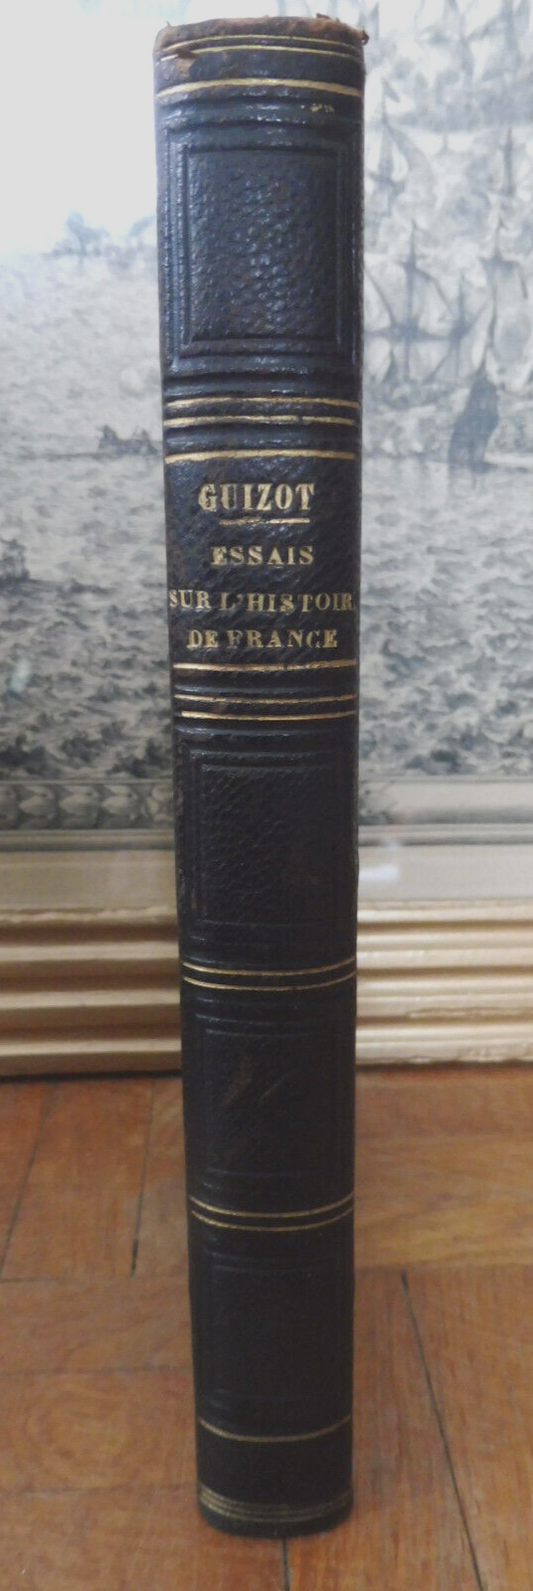 GUIZOT
ESSAIS
SUR L'HISTOIR
DE FRANCE